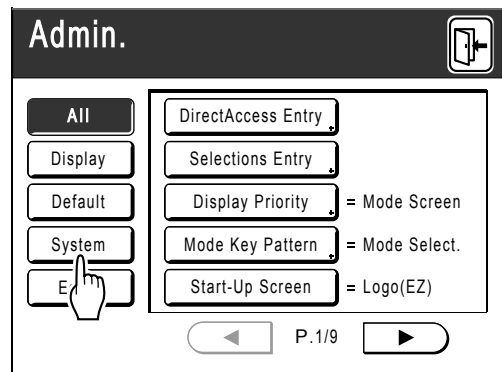 Admin.
All
Display
Default
System
DirectAccess Entry
Selections Entry
Display Priority = Mode Screen
Mode Key Pattern = Mode Select.
Start-Up Screen = Logo(EZ)
P.1/9